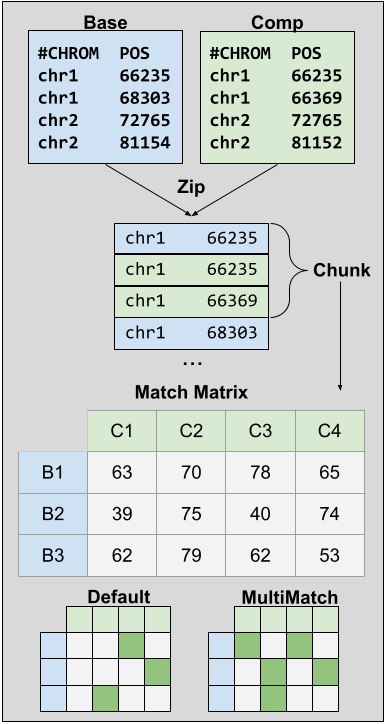 Base Comp
#CHROM POS #CHROM POS
chr1 66235 chr1 66235
chr1 68303 chr1 66369
chr2 72765 chr2 72765
chr2 81154 chr2 81152
Zip
chr1 66235
chr1 66235
Chunk
chr1 66369
chr1 68303
...
Match Matrix
C1 C2 C3 C4
B1 63 70 78 65
B2 39 75 40 74
B3 62 79 62 53
Default MultiMatch